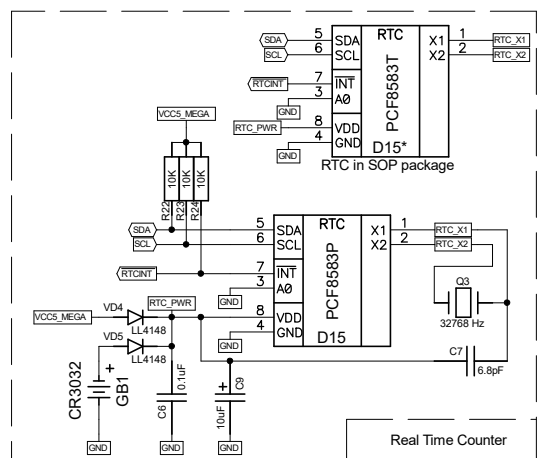 SDA
SCL
RTCINT
GND
RTC_PWR
GND
5 SDA RTC X1 1 RTC_X1
6 SCL X2 2 RTC_X2
7 INT
3 A0
8 VDD
4 GND
PCF8583T
D15*
RTC in SOP package
VCC5_MEGA
10K 10K 10K
R22 R23 R24
SDA
SCL
RTCINT
GND
5 SDA RTC X1 1 RTC_X1
6 SCL X2 2 RTC_X2
7 INT
3 A0
8 VDD
4 GND
PCF8583P
D15
GND
Q3
32768 Hz
VCC5_MEGA
VD4
RTC_PWR
LL4148
VD5
LL4148
CR3032
+
GB1
0.1uF
C6
+
C9
10uF
C7
6.8pF
GND
GND
GND
Real Time Counter